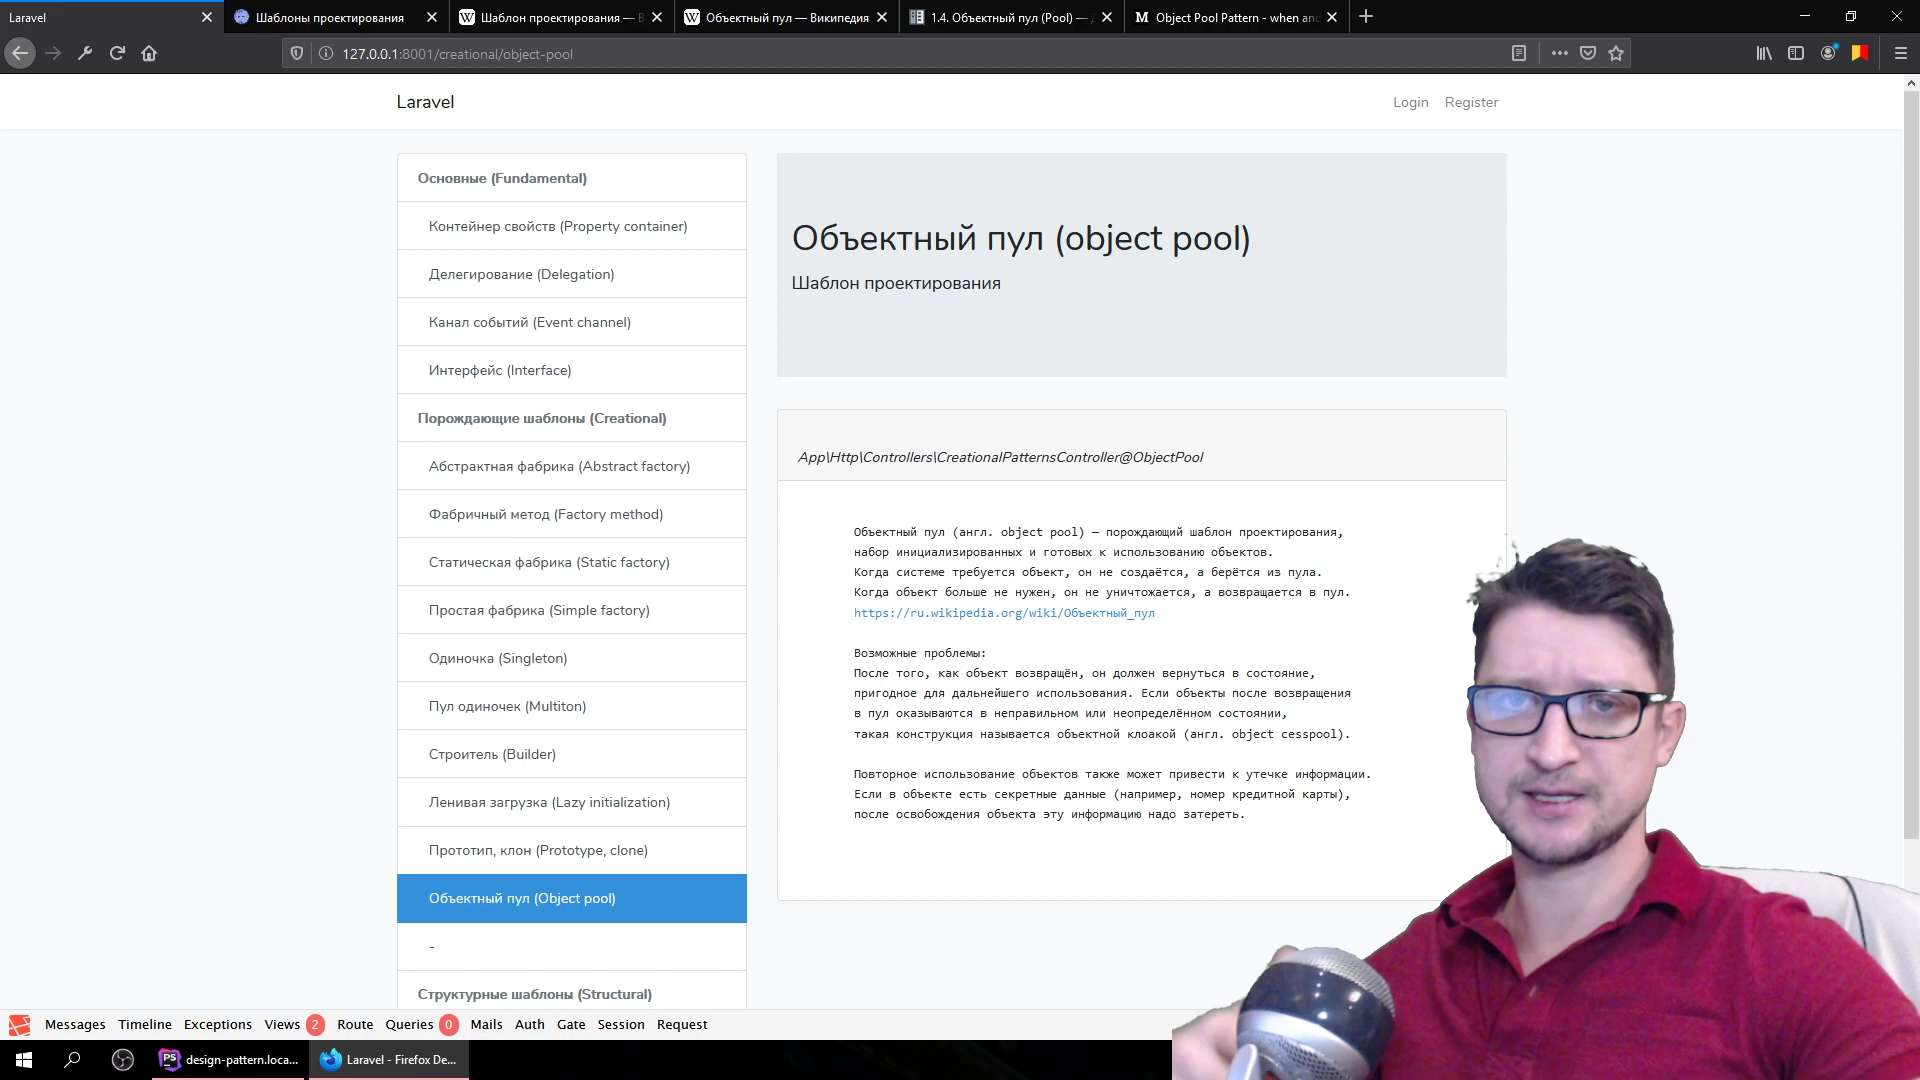 Laravel
Шаблоны проектирования
Шаблон проектирования — В
Объектный пул — Википедия
1.4. Объектный пул (Pool) —
Object Pool Pattern - when and
127.0.0.1:8001/creational/object-pool
Laravel
Login
Register
Основные (Fundamental)
Контейнер свойств (Property container)
Делегирование (Delegation)
Канал событий (Event channel)
Интерфейс (Interface)
Порождающие шаблоны (Creational)
Абстрактная фабрика (Abstract factory)
Фабричный метод (Factory method)
Статическая фабрика (Static factory)
Простая фабрика (Simple factory)
Одиночка (Singleton)
Пул одиночек (Multiton)
Строитель (Builder)
Ленивая загрузка (Lazy initialization)
Прототип, клон (Prototype, clone)
Объектный пул (Object pool)
-
Структурные шаблоны (Structural)
Объектный пул (object pool)
Шаблон проектирования
App\Http\Controllers\CreationalPatternsController@ObjectPool
Объектный пул (англ. object pool) — порождающий шаблон проектирования,
набор инициализированных и готовых к использованию объектов.
Когда системе требуется объект, он не создаётся, а берётся из пула.
Когда объект больше не нужен, он не уничтожается, а возвращается в пул.
https://ru.wikipedia.org/wiki/Объектный_пул
Возможные проблемы:
После того, как объект возвращён, он должен вернуться в состояние,
пригодное для дальнейшего использования. Если объекты после возвращения
в пул оказываются в неправильном или неопределённом состоянии,
такая конструкция называется объектной клоакой (англ. object cesspool).
Повторное использование объектов также может привести к утечке информации.
Если в объекте есть секретные данные (например, номер кредитной карты),
после освобождения объекта эту информацию надо затереть.
Messages Timeline Exceptions Views 2 Route Queries 0 Mails Auth Gate Session Request
PS design-pattern.loca...
Laravel - Firefox De...